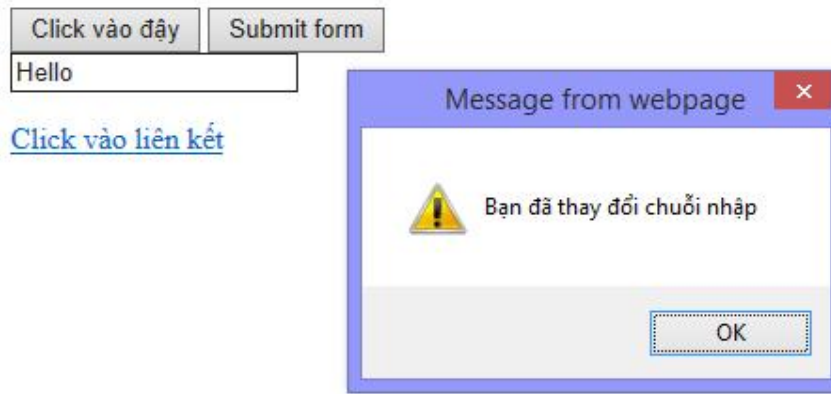 Click vào đậy Submit form
Hello
Click vào liên kết
Message from webpage
Bạn đã thay đổi chuỗi nhập
OK